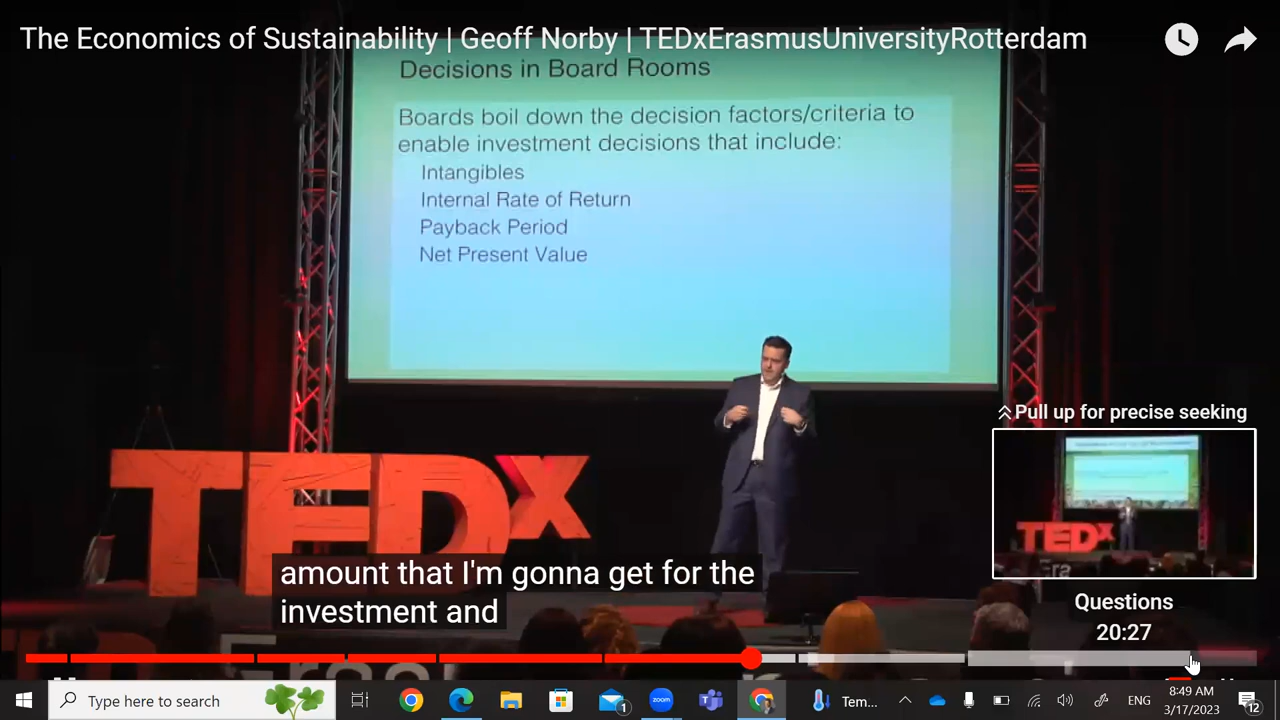 The Economics of Sustainability | Geoff Norby | TEDxErasmusUniversityRotterdam
Decisions in Board Rooms
Boards boil down the decision factors/criteria to
enable investment decisions that include:
Intangibles
Internal Rate of Return
Payback Period
Net Present Value
Pull up for precise seeking
TEDx
TEDx
amount that I'm gonna get for the
investment and
Questions
20:27
Type here to search
1
zoom
Tem...
ENG
8:49 AM
3/17/2023
12